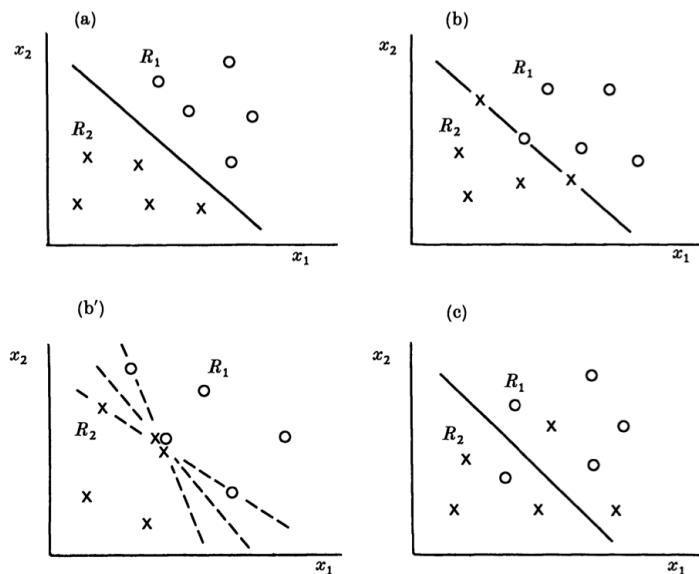 (a)
x₂
R₁
R₂
x₁
(b)
x₂
R₁
R₂
x₁
(b′)
x₂
R₁
R₂
x₁
(c)
x₂
R₁
R₂
x₁